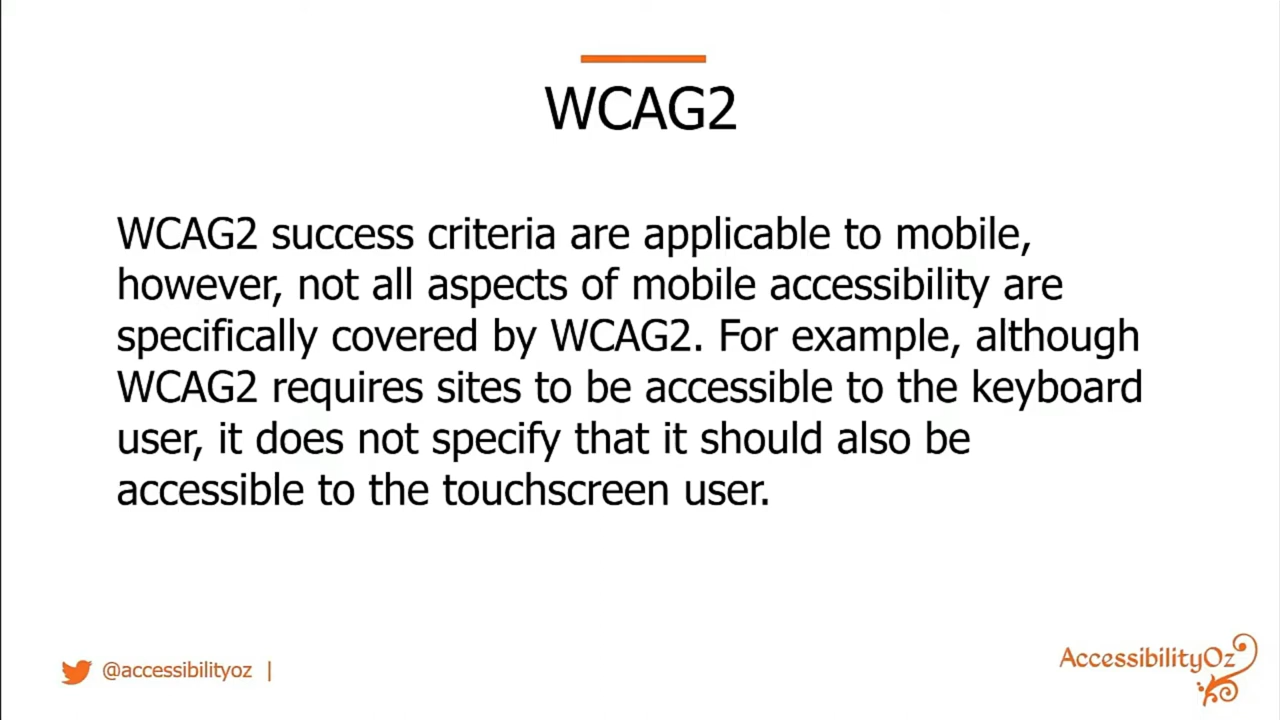 WCAG2
WCAG2 success criteria are applicable to mobile,
however, not all aspects of mobile accessibility are
specifically covered by WCAG2. For example, although
WCAG2 requires sites to be accessible to the keyboard
user, it does not specify that it should also be
accessible to the touchscreen user.
@accessibilityoz |
AccessibilityOz